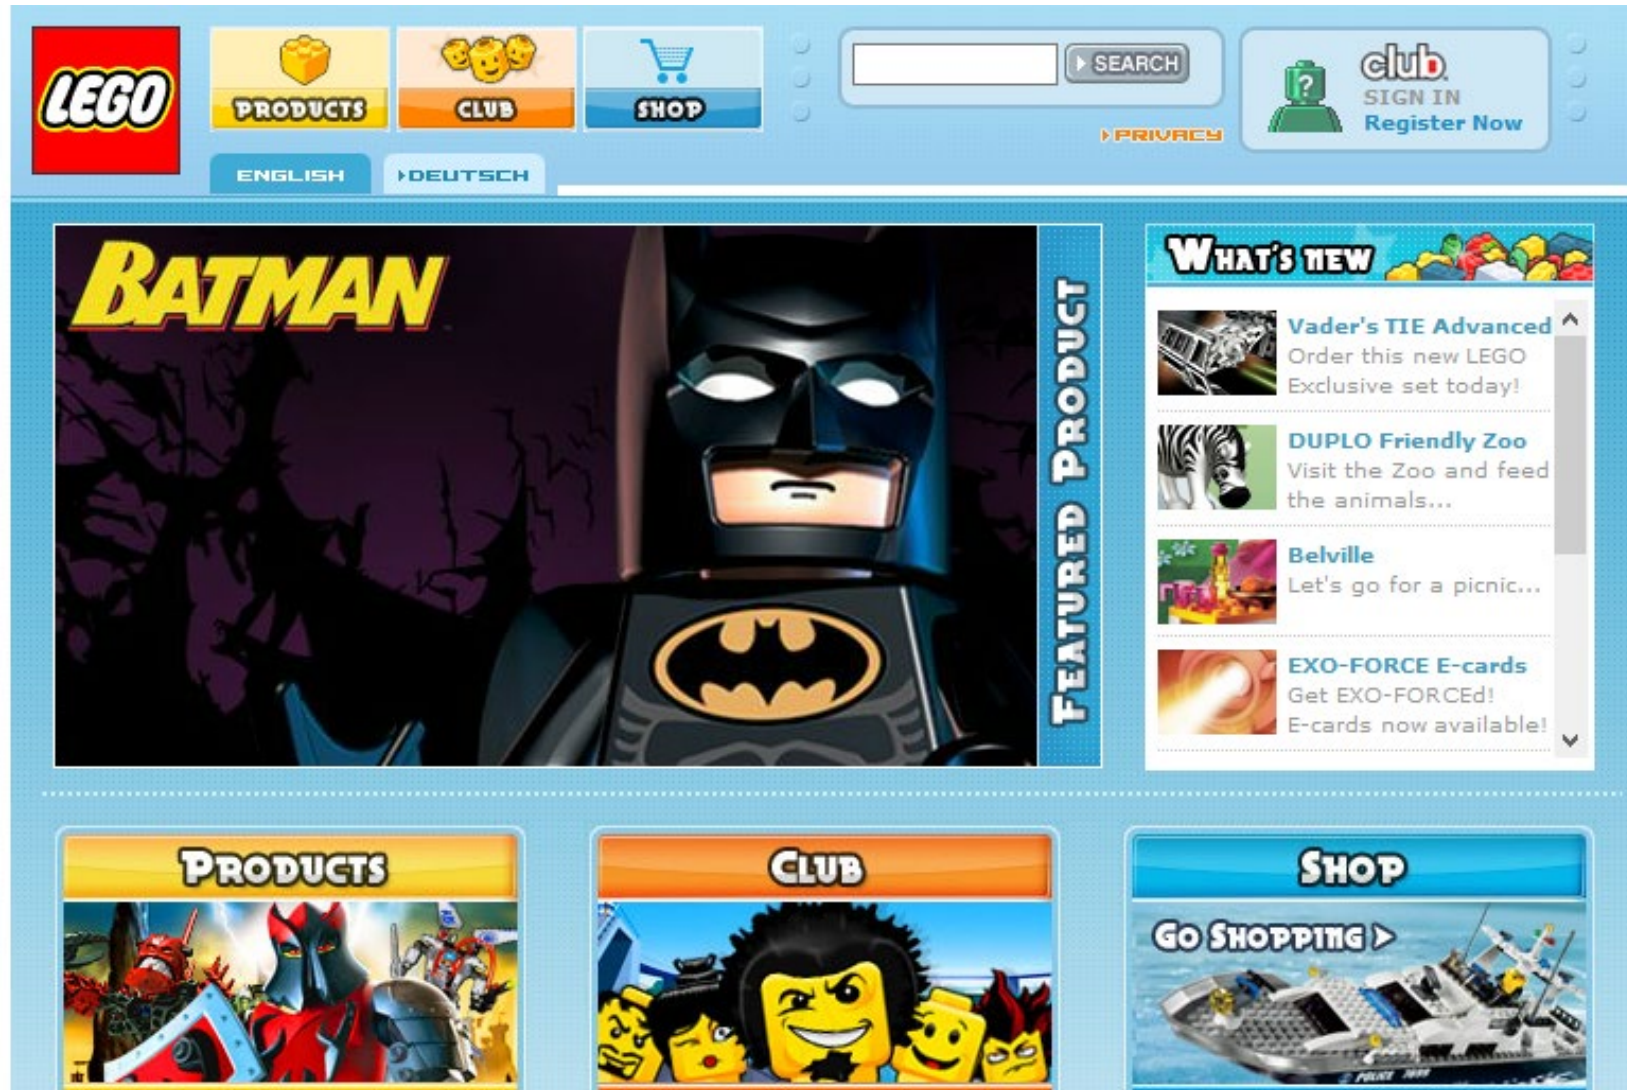 LEGO
PRODUCTS
CLUB
SHOP
SEARCH
PRIVACY
club
SIGN IN
Register Now
ENGLISH
DEUTSCH
BATMAN
FEATURED PRODUCT
WHAT'S NEW
Vader's TIE Advanced
Order this new LEGO
Exclusive set today!
DUPLO Friendly Zoo
Visit the Zoo and feed
the animals...
Belville
Let's go for a picnic...
EXO-FORCE E-cards
Get EXO-FORCEd!
E-cards now available!
PRODUCTS
CLUB
SHOP
GO SHOPPING >
POLICE